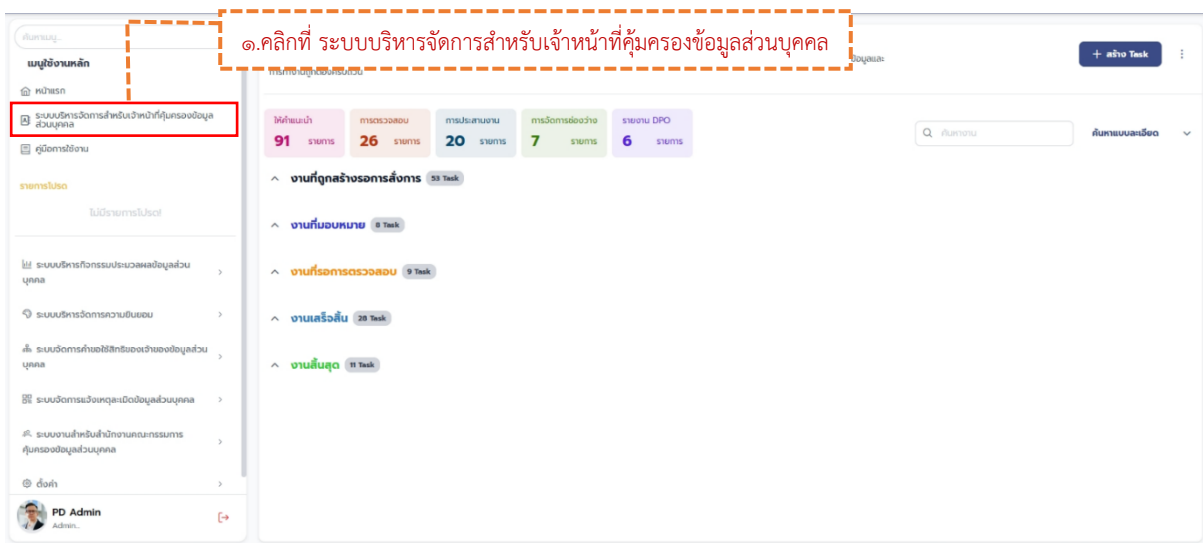 ค้นหาเมนู...
๑.คลิกที่ ระบบบริหารจัดการสำหรับเจ้าหน้าที่คุ้มครองข้อมูลส่วนบุคคล
เมนูใช้งานหลัก
หน้าแรก
ระบบบริหารจัดการสำหรับเจ้าหน้าที่คุ้มครองข้อมูล
ส่วนบุคคล
คู่มือการใช้งาน
รายการโปรด
ไม่มีรายการโปรด!
ระบบบริหารกิจกรรมประมวลผลข้อมูลส่วน
บุคคล
ระบบบริหารจัดการความยินยอม
ระบบจัดการคำขอใช้สิทธิของเจ้าของข้อมูลส่วน
บุคคล
ระบบจัดการแจ้งเหตุละเมิดข้อมูลส่วนบุคคล
ระบบงานสำหรับสำนักงานคณะกรรมการ
คุ้มครองข้อมูลส่วนบุคคล
ตั้งค่า
PD Admin
Admin..
ข้อมูลและ
+ สร้าง Task
ให้คำแนะนำ การตรวจสอบ การประสานงาน การจัดการช่องว่าง รายงาน DPO
91 รายการ 26 รายการ 20 รายการ 7 รายการ 6 รายการ
ค้นหางาน ค้นหาแบบละเอียด
งานที่ถูกสร้างรอการสั่งการ 53 Task
งานที่มอบหมาย 8 Task
งานที่รอการตรวจสอบ 9 Task
งานเสร็จสิ้น 28 Task
งานสิ้นสุด 11 Task